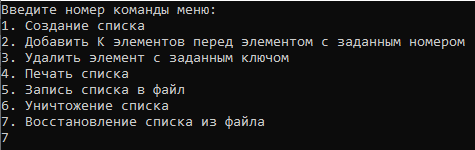 Введите номер команды меню:
1. Создание списка
2. Добавить К элементов перед элементом с заданным номером
3. Удалить элемент с заданным ключом
4. Печать списка
5. Запись списка в файл
6. Уничтожение списка
7. Восстановление списка из файла
7